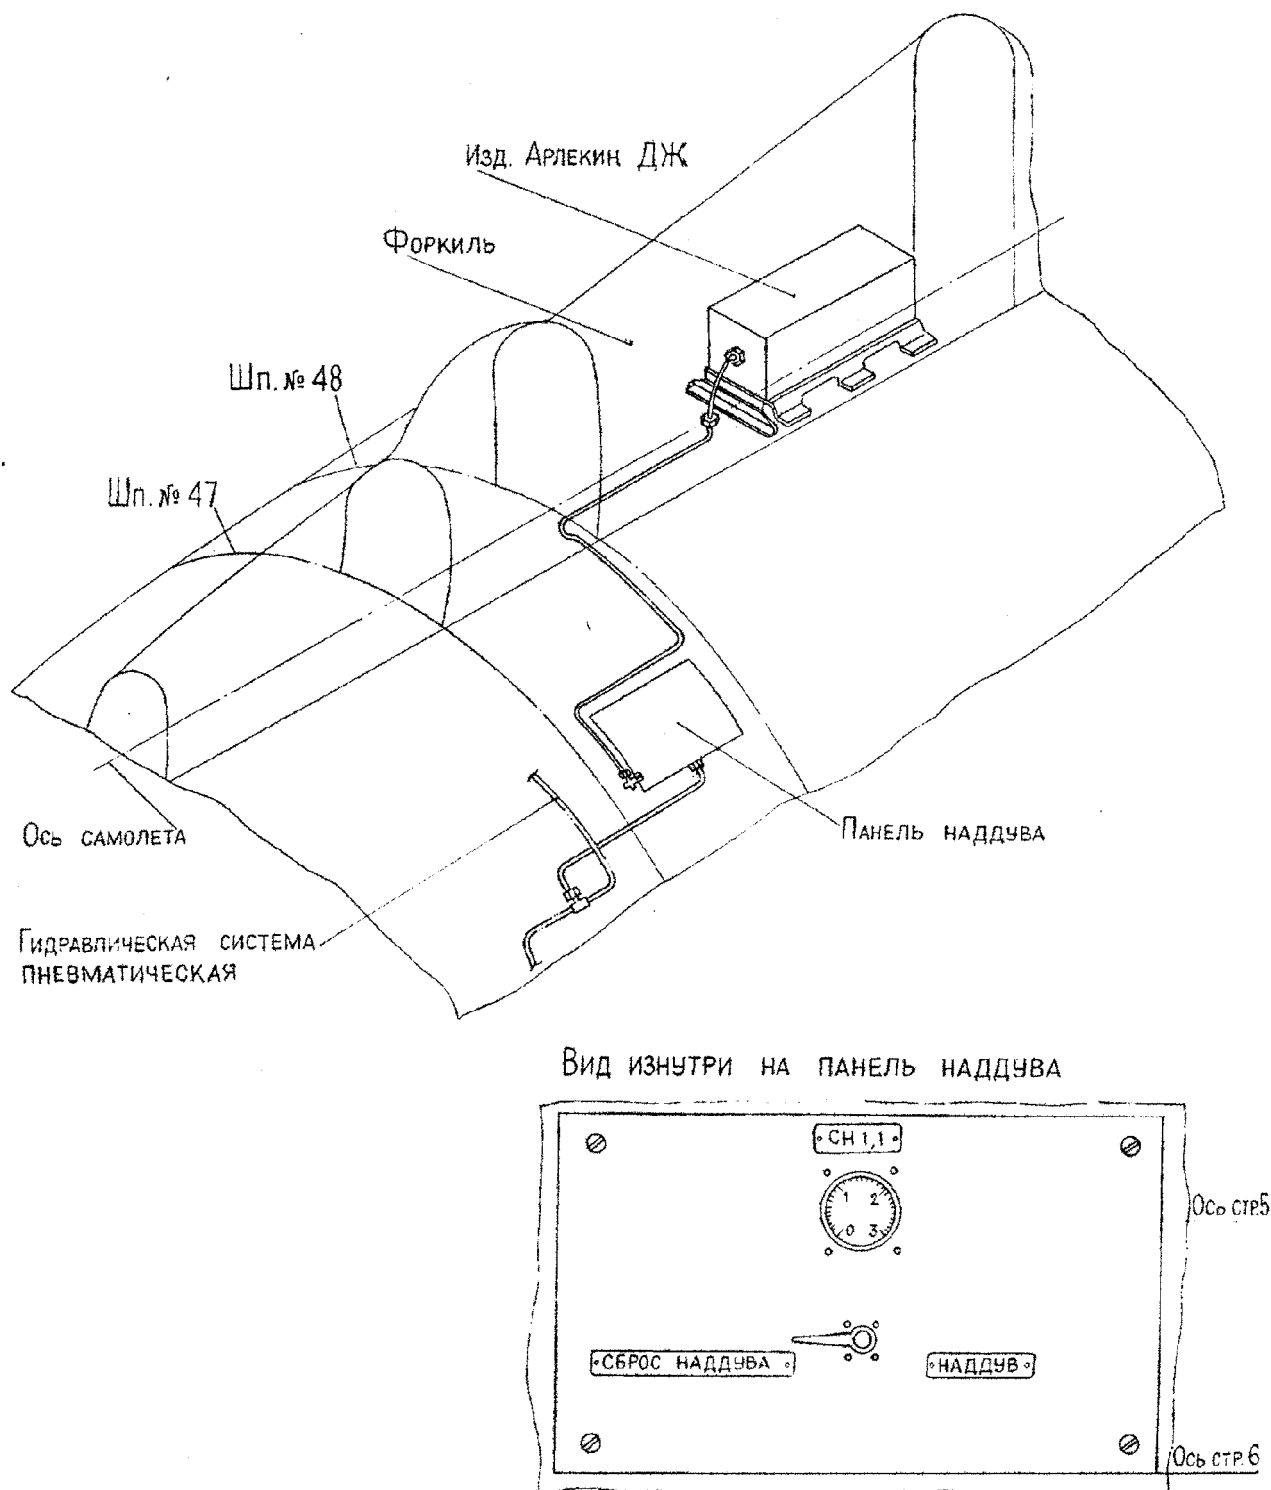 Изд. Арлекин ДЖ
Форкиль
Шп. № 48
Шп. № 47
Ось самолета
Панель наддува
Гидравлическая система
пневматическая
Вид изнутри на панель наддува
СН 1,1
1 2
0 3
Ось стр.5
СБРОС НАДДУВА
НАДДУВ
Ось стр.6